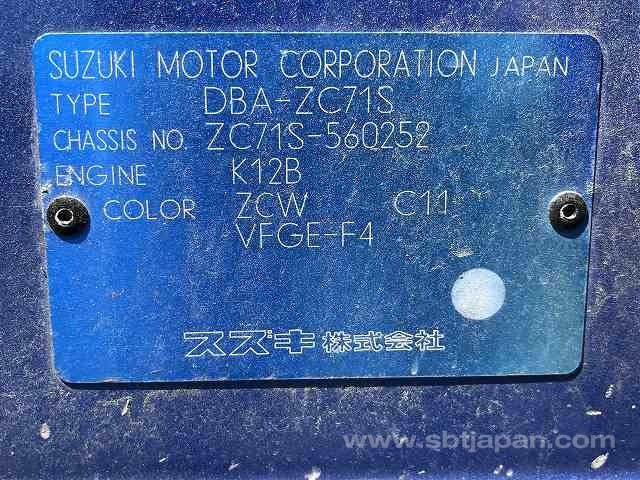 SUZUKI MOTOR CORPORATION JAPAN
TYPE DBA-ZC71S
CHASSIS NO. ZC71S-560252
ENGINE K12B
COLOR ZCW C11
VFGE-F4
スズキ株式会社
www.sbtjapan.com